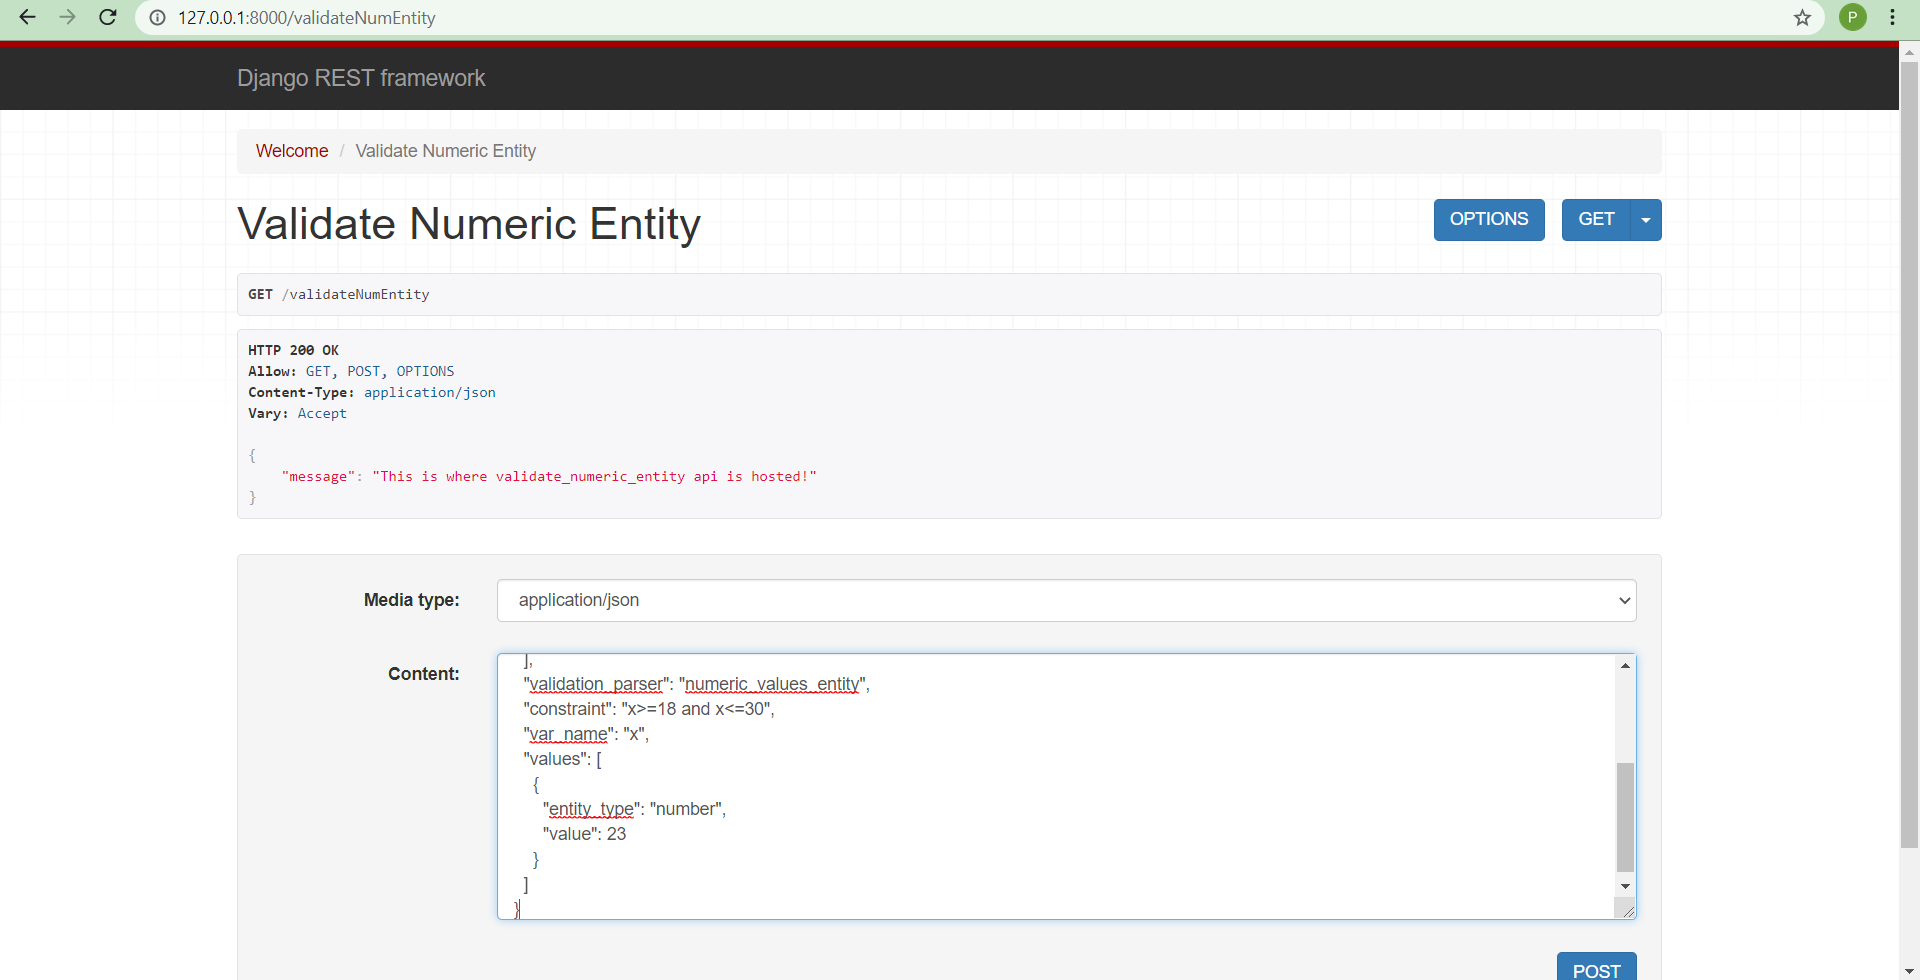 127.0.0.1:8000/validateNumEntity
P
Django REST framework
Welcome / Validate Numeric Entity
Validate Numeric Entity
OPTIONS
GET
GET /validateNumEntity
HTTP 200 OK
Allow: GET, POST, OPTIONS
Content-Type: application/json
Vary: Accept
{
"message": "This is where validate_numeric_entity api is hosted!"
}
Media type:
application/json
Content:
],
"validation_parser": "numeric_values_entity",
"constraint": "x>=18 and x<=30",
"var_name": "x",
"values": [
{
"entity_type": "number",
"value": 23
}
]
}
POST